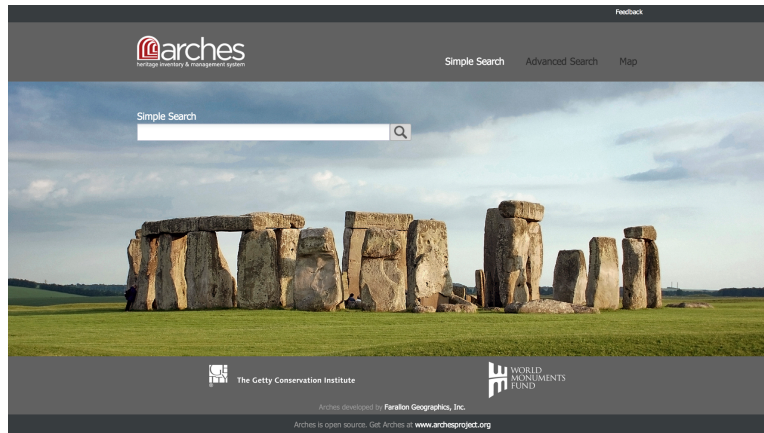 Feedback
arches
heritage inventory & management system
Simple Search Advanced Search Map
Simple Search
The Getty Conservation Institute
WORLD
MONUMENTS
FUND
Arches developed by Farallon Geographics, Inc.
Arches is open source. Get Arches at www.archesproject.org